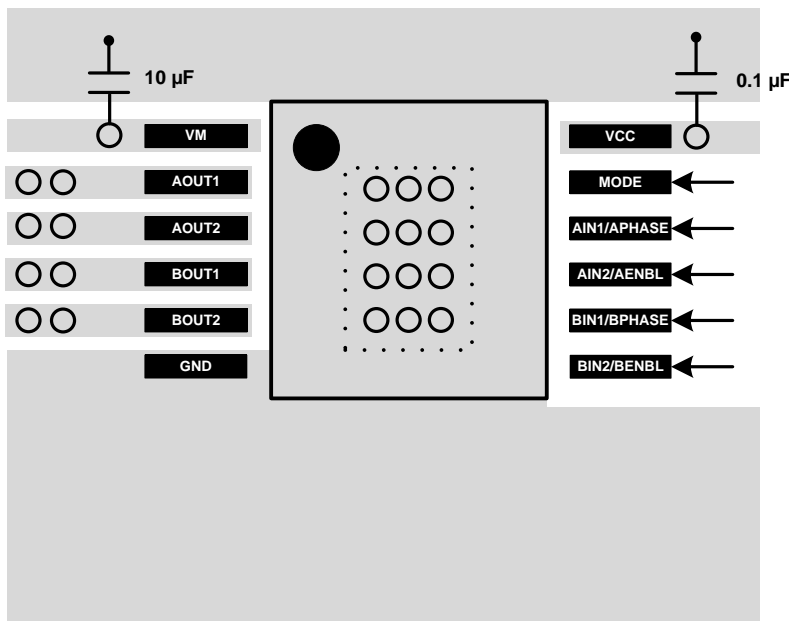 10 µF
0.1 µF
VM
VCC
AOUT1
MODE
AOUT2
AIN1/APHASE
BOUT1
AIN2/AENBL
BOUT2
BIN1/BPHASE
GND
BIN2/BENBL